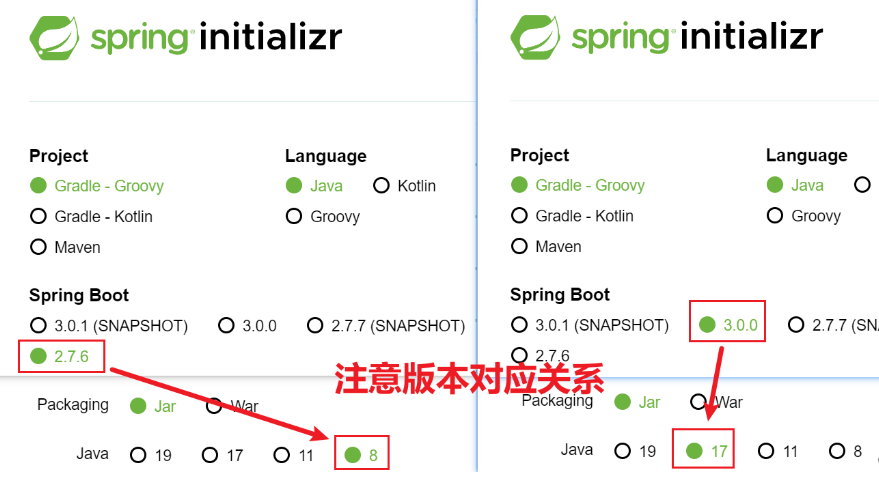 spring initializr
Project
Language
Gradle - Groovy
Java
Kotlin
Gradle - Kotlin
Groovy
Maven
Spring Boot
3.0.1 (SNAPSHOT)
3.0.0
2.7.7 (SNAPSHOT)
2.7.6
Packaging
Jar
War
Java
19
17
11
8
注意版本对应关系
spring initializr
Project
Language
Gradle - Groovy
Java
Gradle - Kotlin
Groovy
Maven
Spring Boot
3.0.1 (SNAPSHOT)
3.0.0
2.7.7 (SN
2.7.6
Packaging
Jar
War
Java
19
17
11
8